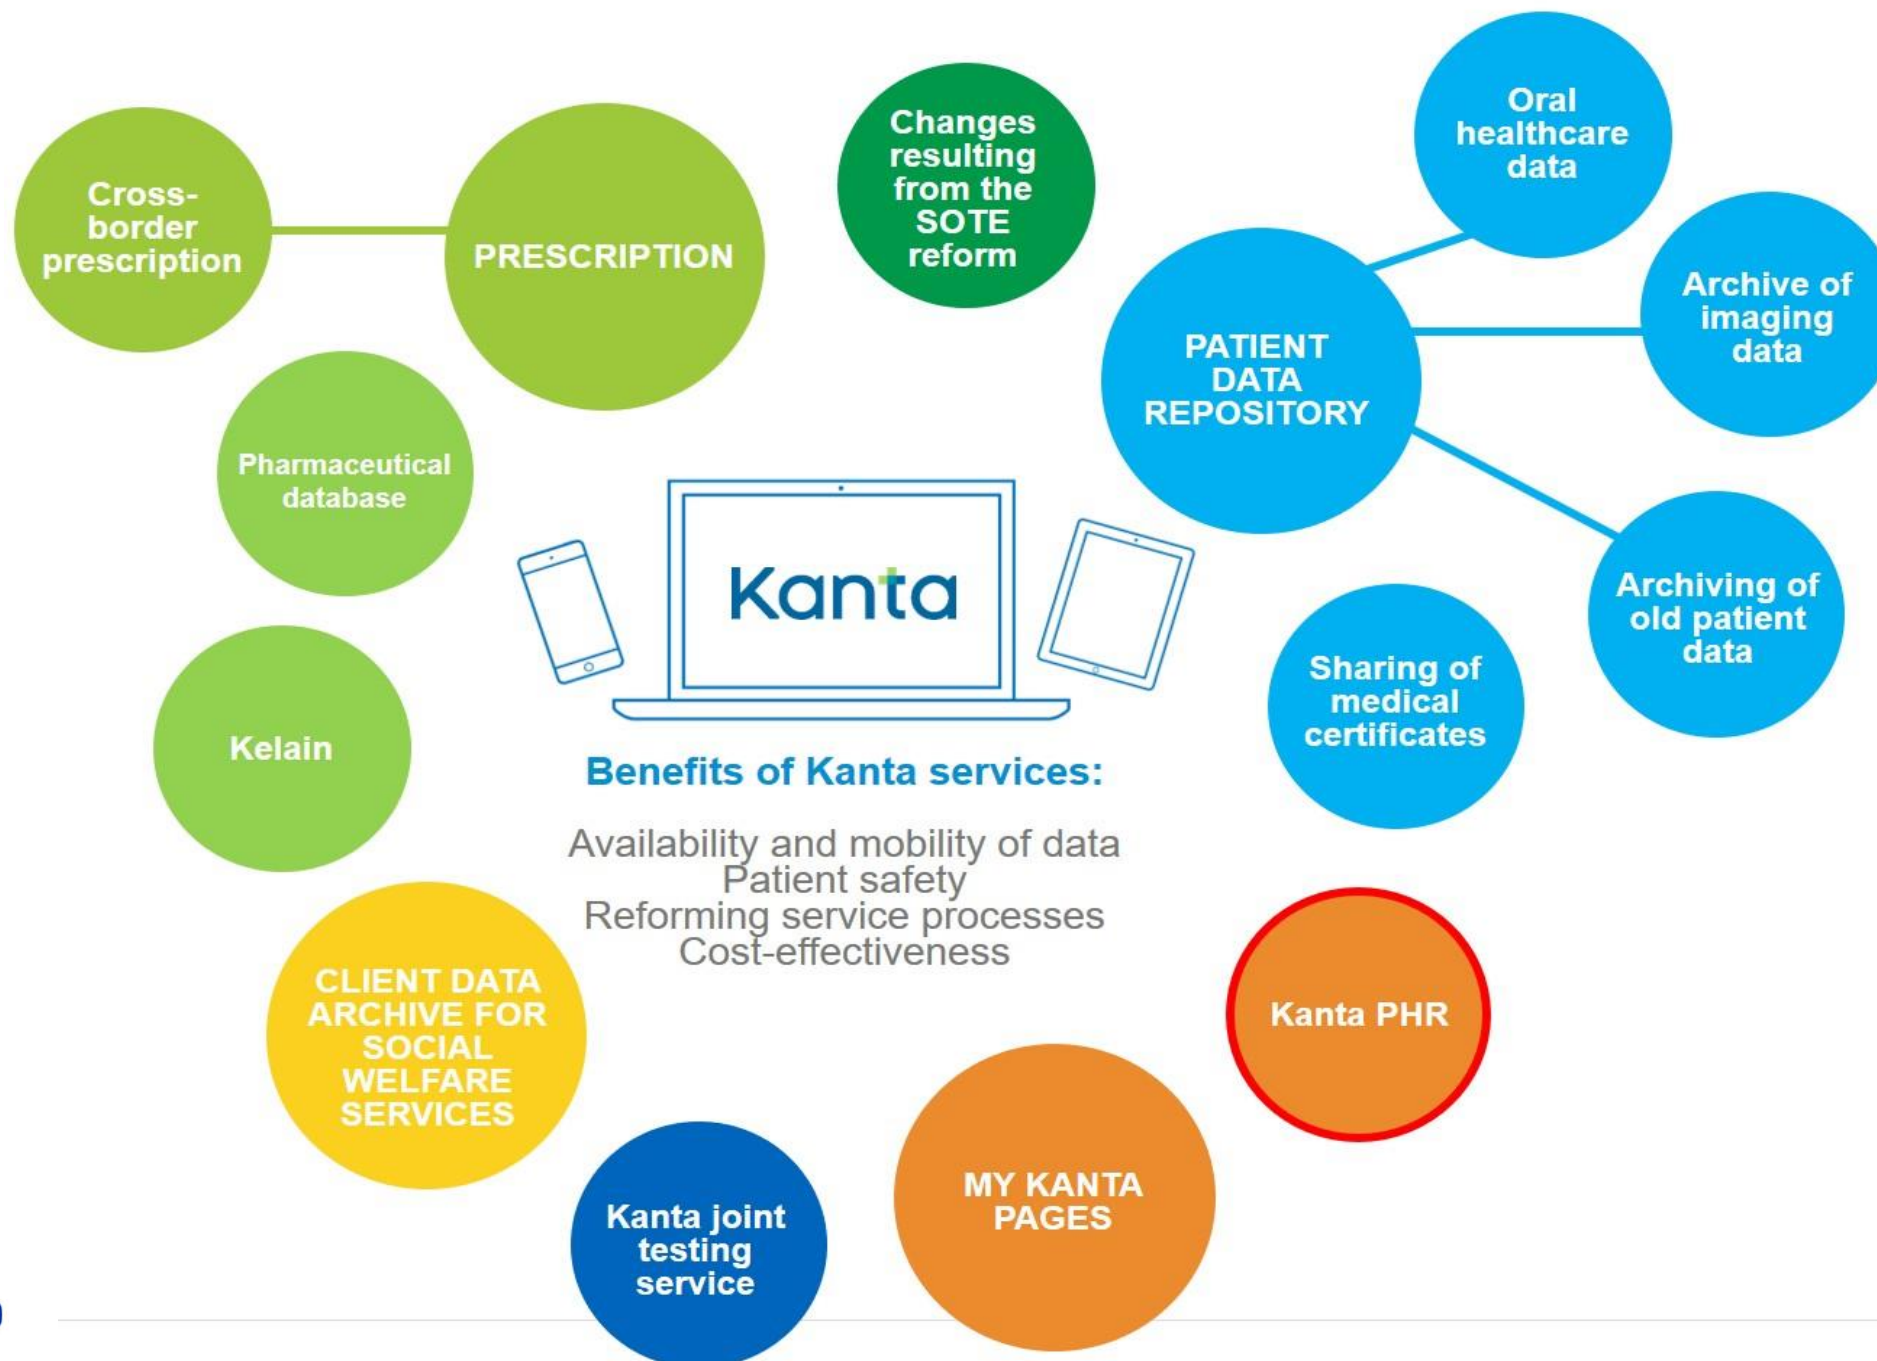 Cross-
border
prescription
PRESCRIPTION
Changes
resulting
from the
SOTE
reform
Oral
healthcare
data
Archive of
imaging
data
PATIENT
DATA
REPOSITORY
Pharmaceutical
database
Kanta
Archiving of
old patient
data
Sharing of
medical
certificates
Kelain
Benefits of Kanta services:
Availability and mobility of data
Patient safety
Reforming service processes
Cost-effectiveness
CLIENT DATA
ARCHIVE FOR
SOCIAL
WELFARE
SERVICES
Kanta PHR
MY KANTA
PAGES
Kanta joint
testing
service